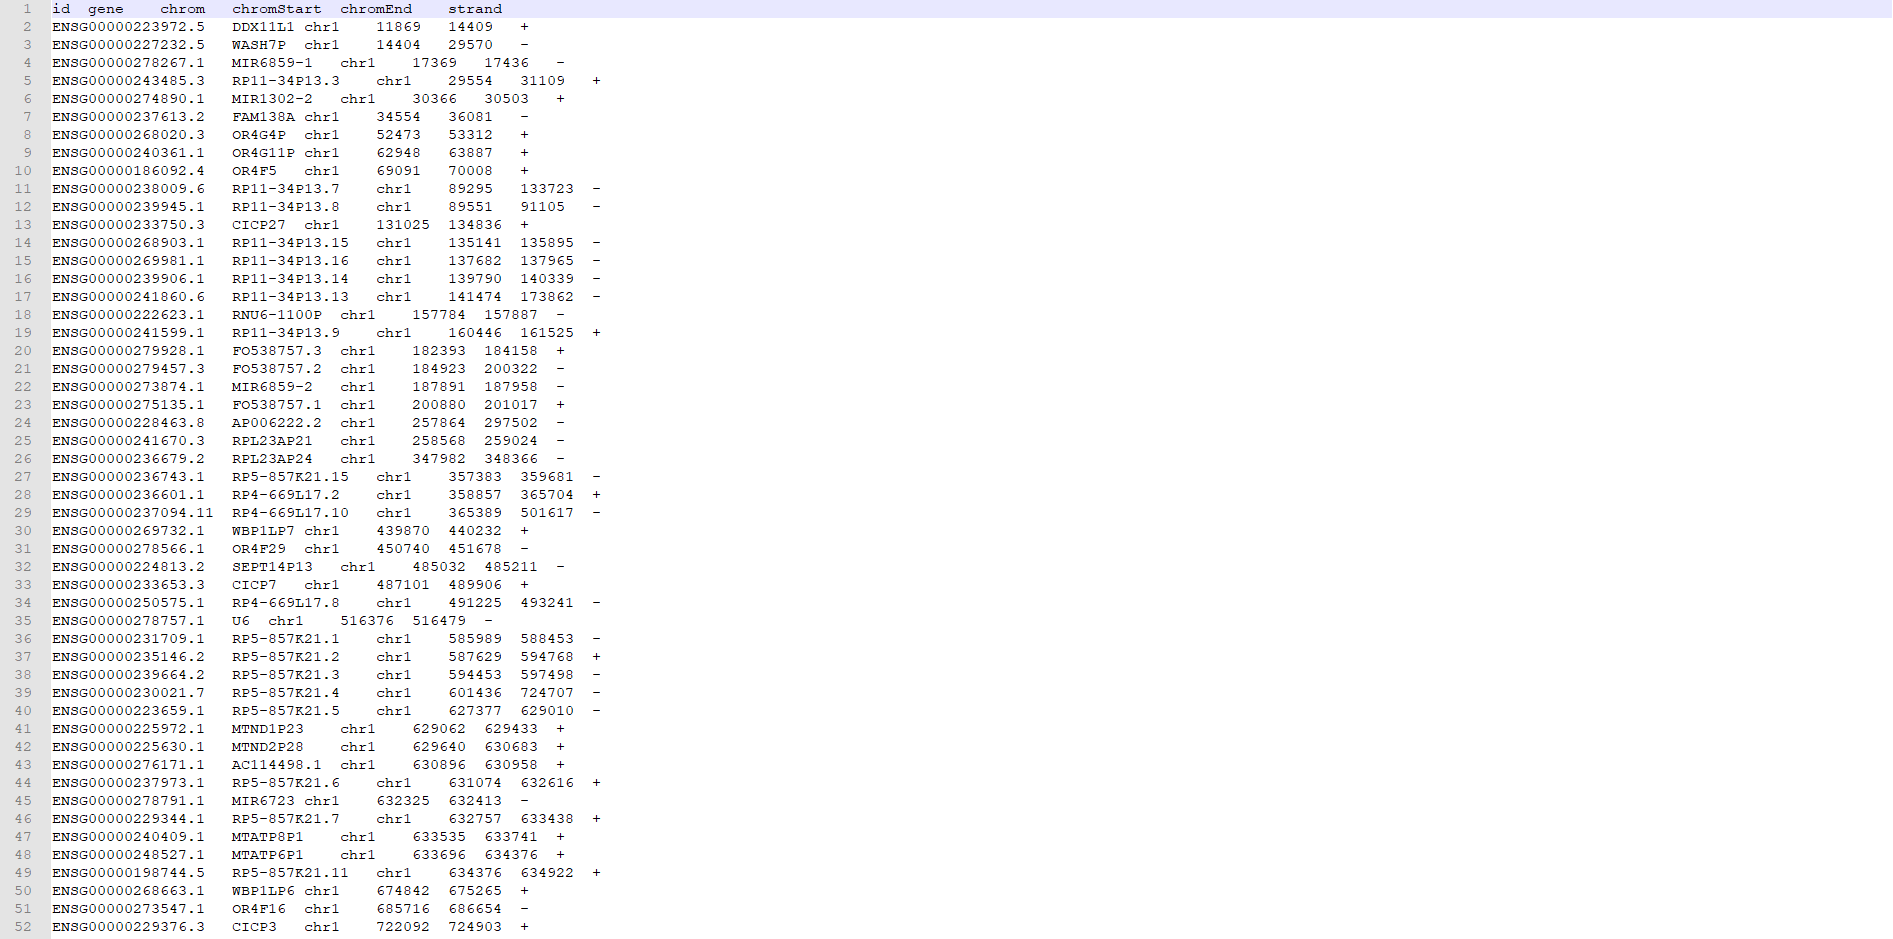 1 id gene chrom chromStart chromEnd strand
2 ENSG00000223972.5 DDX11L1 chr1 11869 14409 +
3 ENSG00000227232.5 WASH7P chr1 14404 29570 -
4 ENSG00000278267.1 MIR6859-1 chr1 17369 17436 -
5 ENSG00000243485.3 RP11-34P13.3 chr1 29554 31109 +
6 ENSG00000274890.1 MIR1302-2 chr1 30366 30503 +
7 ENSG00000237613.2 FAM138A chr1 34554 36081 -
8 ENSG00000268020.3 OR4G4P chr1 52473 53312 +
9 ENSG00000240361.1 OR4G11P chr1 62948 63887 +
10 ENSG00000186092.4 OR4F5 chr1 69091 70008 +
11 ENSG00000238009.6 RP11-34P13.7 chr1 89295 133723 -
12 ENSG00000239945.1 RP11-34P13.8 chr1 89551 91105 -
13 ENSG00000233750.3 CICP27 chr1 131025 134836 +
14 ENSG00000268903.1 RP11-34P13.15 chr1 135141 135895 -
15 ENSG00000269981.1 RP11-34P13.16 chr1 137682 137965 -
16 ENSG00000239906.1 RP11-34P13.14 chr1 139790 140339 -
17 ENSG00000241860.6 RP11-34P13.13 chr1 141474 173862 -
18 ENSG00000222623.1 RNU6-1100P chr1 157784 157887 -
19 ENSG00000241599.1 RP11-34P13.9 chr1 160446 161525 +
20 ENSG00000279928.1 FO538757.3 chr1 182393 184158 +
21 ENSG00000279457.3 FO538757.2 chr1 184923 200322 -
22 ENSG00000273874.1 MIR6859-2 chr1 187891 187958 -
23 ENSG00000275135.1 FO538757.1 chr1 200880 201017 +
24 ENSG00000228463.8 AP006222.2 chr1 257864 297502 -
25 ENSG00000241670.3 RPL23AP21 chr1 258568 259024 -
26 ENSG00000236679.2 RPL23AP24 chr1 347982 348366 -
27 ENSG00000236743.1 RP5-857K21.15 chr1 357383 359681 -
28 ENSG00000236601.1 RP4-669L17.2 chr1 358857 365704 +
29 ENSG00000237094.11 RP4-669L17.10 chr1 365389 501617 -
30 ENSG00000269732.1 WBP1LP7 chr1 439870 440232 +
31 ENSG00000278566.1 OR4F29 chr1 450740 451678 -
32 ENSG00000224813.2 SEPT14P13 chr1 485032 485211 -
33 ENSG00000233653.3 CICP7 chr1 487101 489906 +
34 ENSG00000250575.1 RP4-669L17.8 chr1 491225 493241 -
35 ENSG00000278757.1 U6 chr1 516376 516479 -
36 ENSG00000231709.1 RP5-857K21.1 chr1 585989 588453 -
37 ENSG00000235146.2 RP5-857K21.2 chr1 587629 594768 +
38 ENSG00000239664.2 RP5-857K21.3 chr1 594453 597498 -
39 ENSG00000230021.7 RP5-857K21.4 chr1 601436 724707 -
40 ENSG00000223659.1 RP5-857K21.5 chr1 627377 629010 -
41 ENSG00000225972.1 MTND1P23 chr1 629062 629433 +
42 ENSG00000225630.1 MTND2P28 chr1 629640 630683 +
43 ENSG00000276171.1 AC114498.1 chr1 630896 630958 +
44 ENSG00000237973.1 RP5-857K21.6 chr1 631074 632616 +
45 ENSG00000278791.1 MIR6723 chr1 632325 632413 -
46 ENSG00000229344.1 RP5-857K21.7 chr1 632757 633438 +
47 ENSG00000240409.1 MTATP8P1 chr1 633535 633741 +
48 ENSG00000248527.1 MTATP6P1 chr1 633696 634376 +
49 ENSG00000198744.5 RP5-857K21.11 chr1 634376 634922 +
50 ENSG00000268663.1 WBP1LP6 chr1 674842 675265 +
51 ENSG00000273547.1 OR4F16 chr1 685716 686654 -
52 ENSG00000229376.3 CICP3 chr1 722092 724903 +